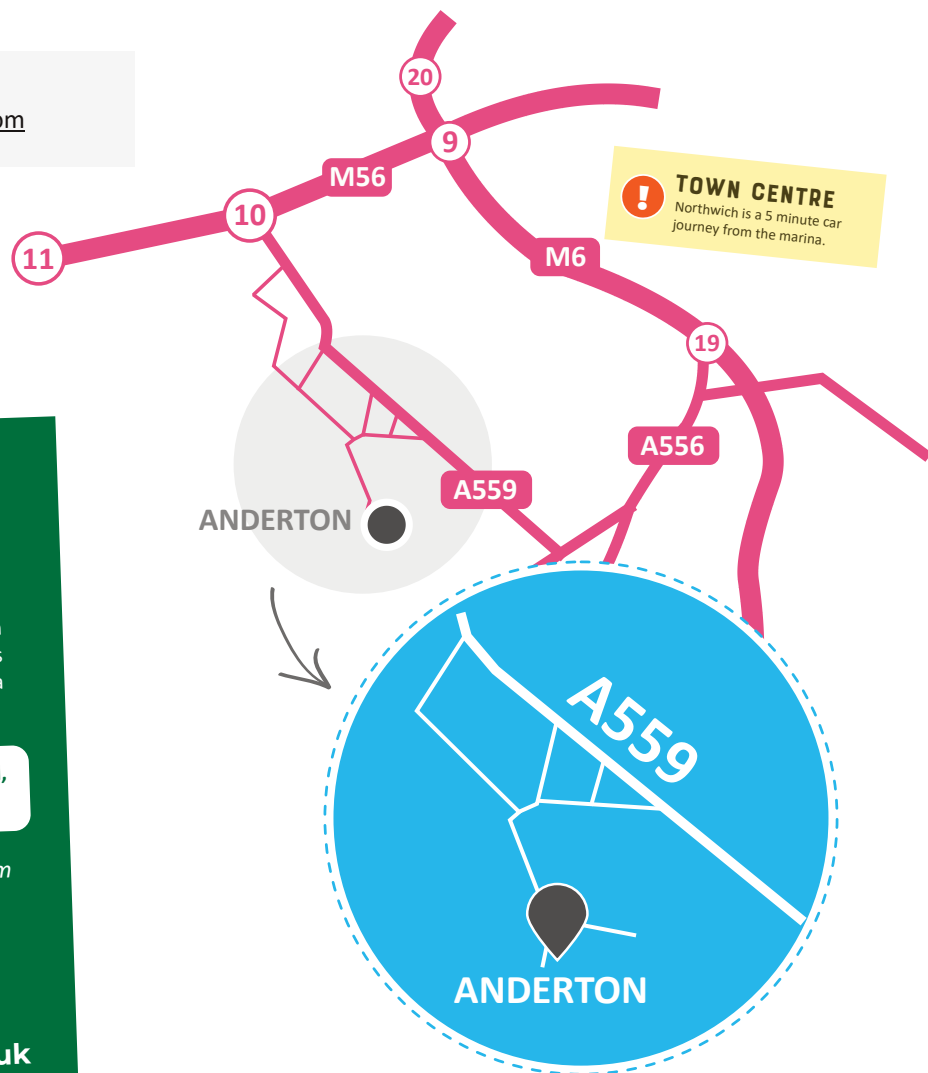 20
9
M56
10
11
TOWN CENTRE
Northwich is a 5 minute car
journey from the marina.
M6
19
A556
A559
ANDERTON
A559
ANDERTON
uk